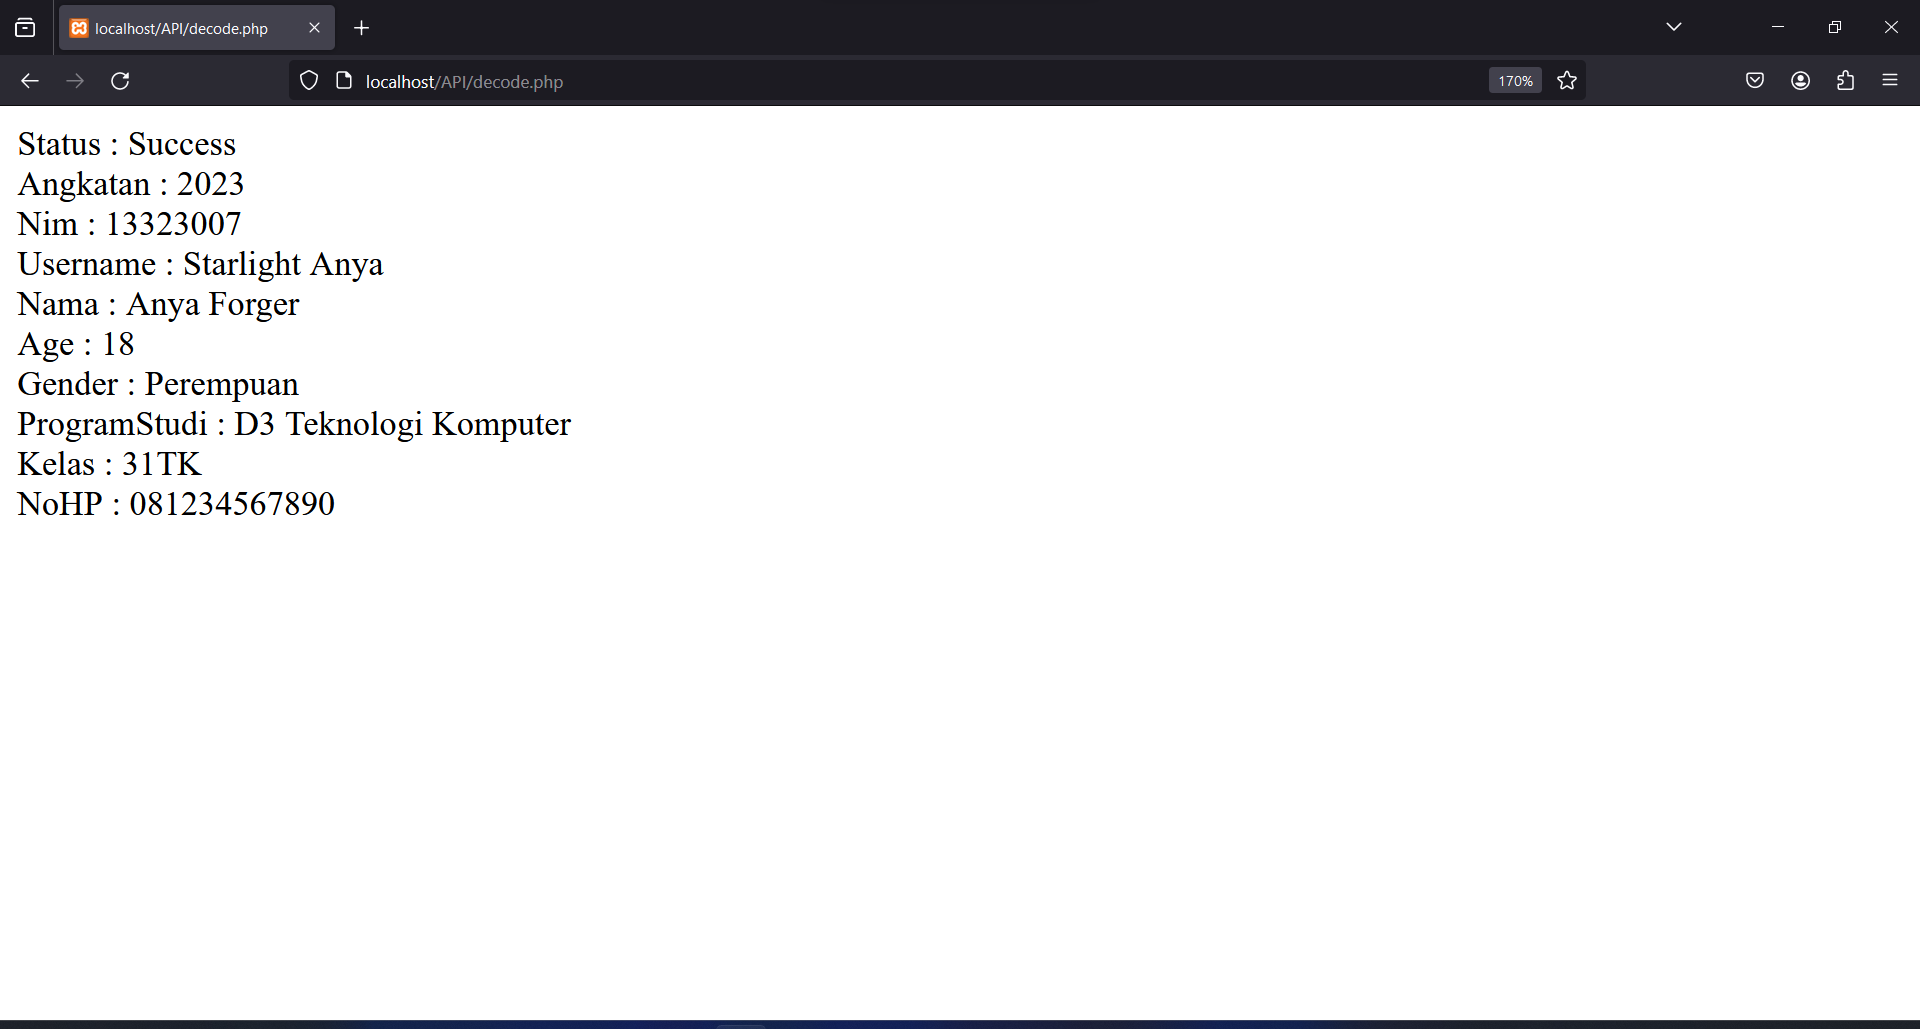 localhost/API/decode.php
localhost/API/decode.php
170%
Status : Success
Angkatan : 2023
Nim : 13323007
Username : Starlight Anya
Nama : Anya Forger
Age : 18
Gender : Perempuan
ProgramStudi : D3 Teknologi Komputer
Kelas : 31TK
NoHP : 081234567890